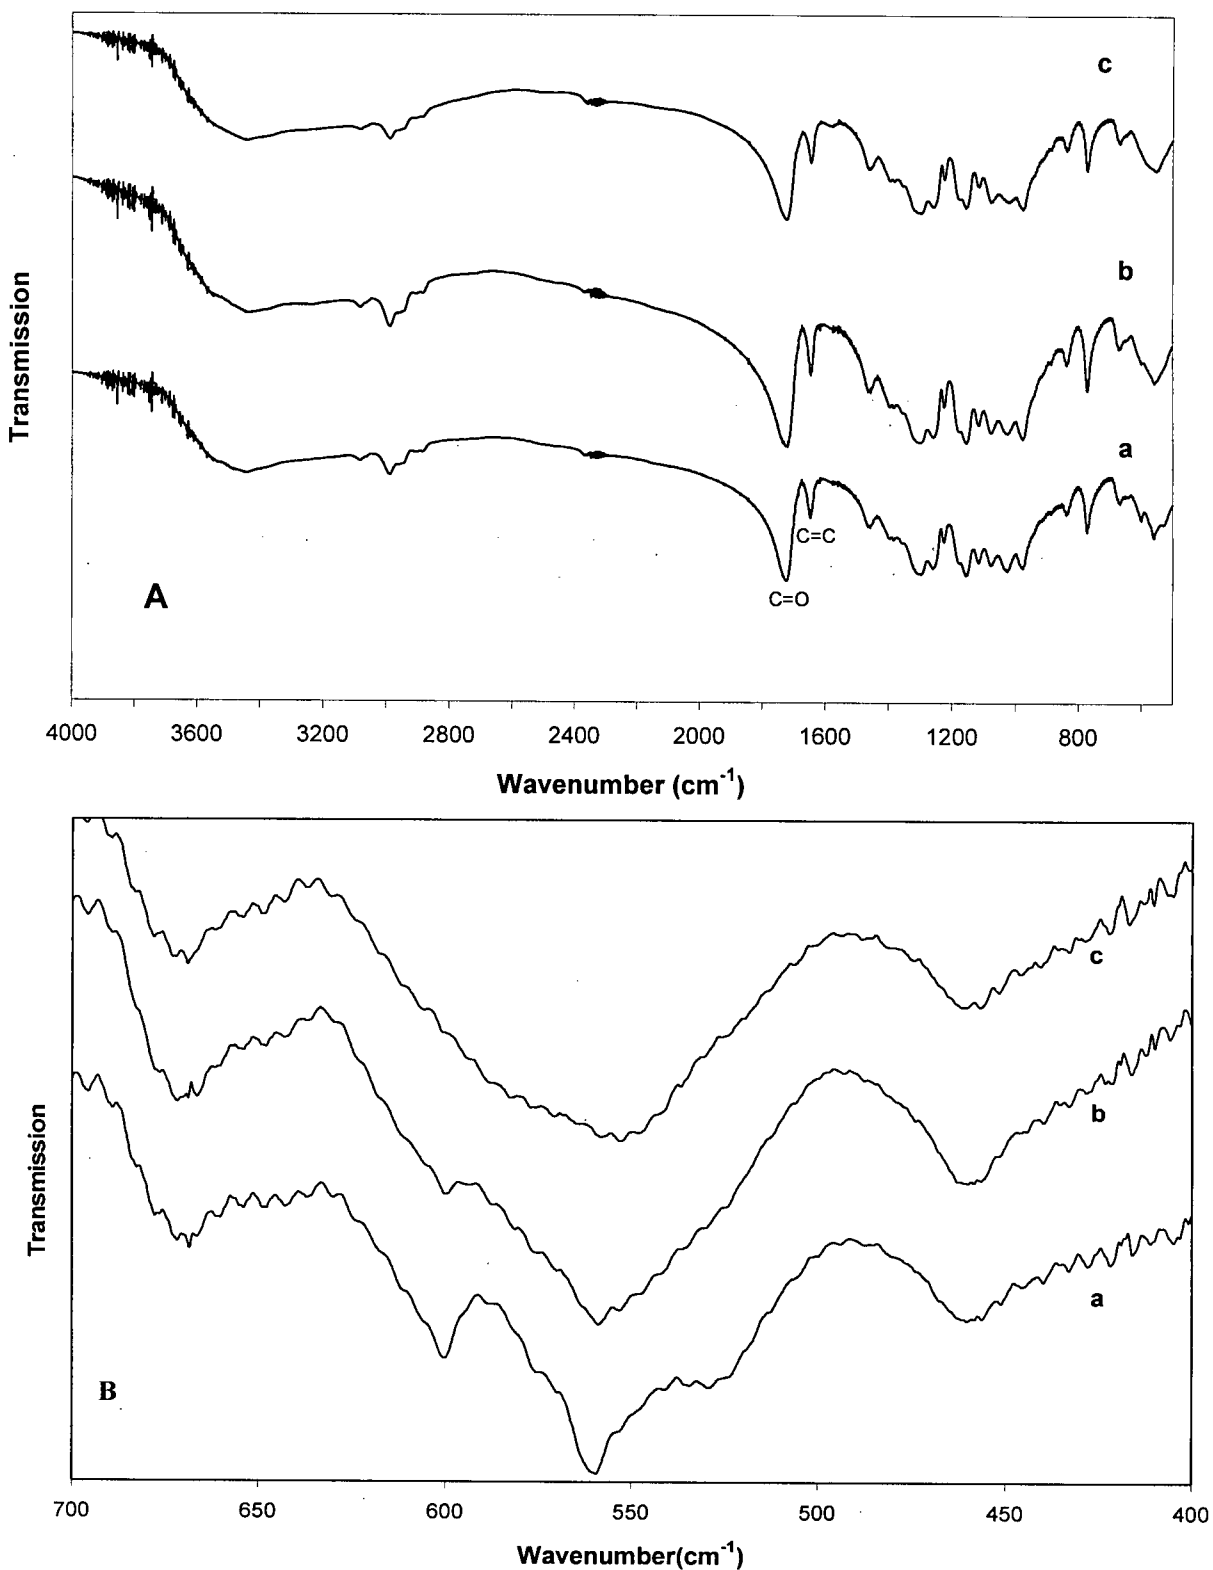 c
b
a
Transmission
C=C
C=O
A
4000 3600 3200 2800 2400 2000 1600 1200 800
Wavenumber (cm-1)
c
b
a
Transmission
B
700 650 600 550 500 450 400
Wavenumber(cm-1)